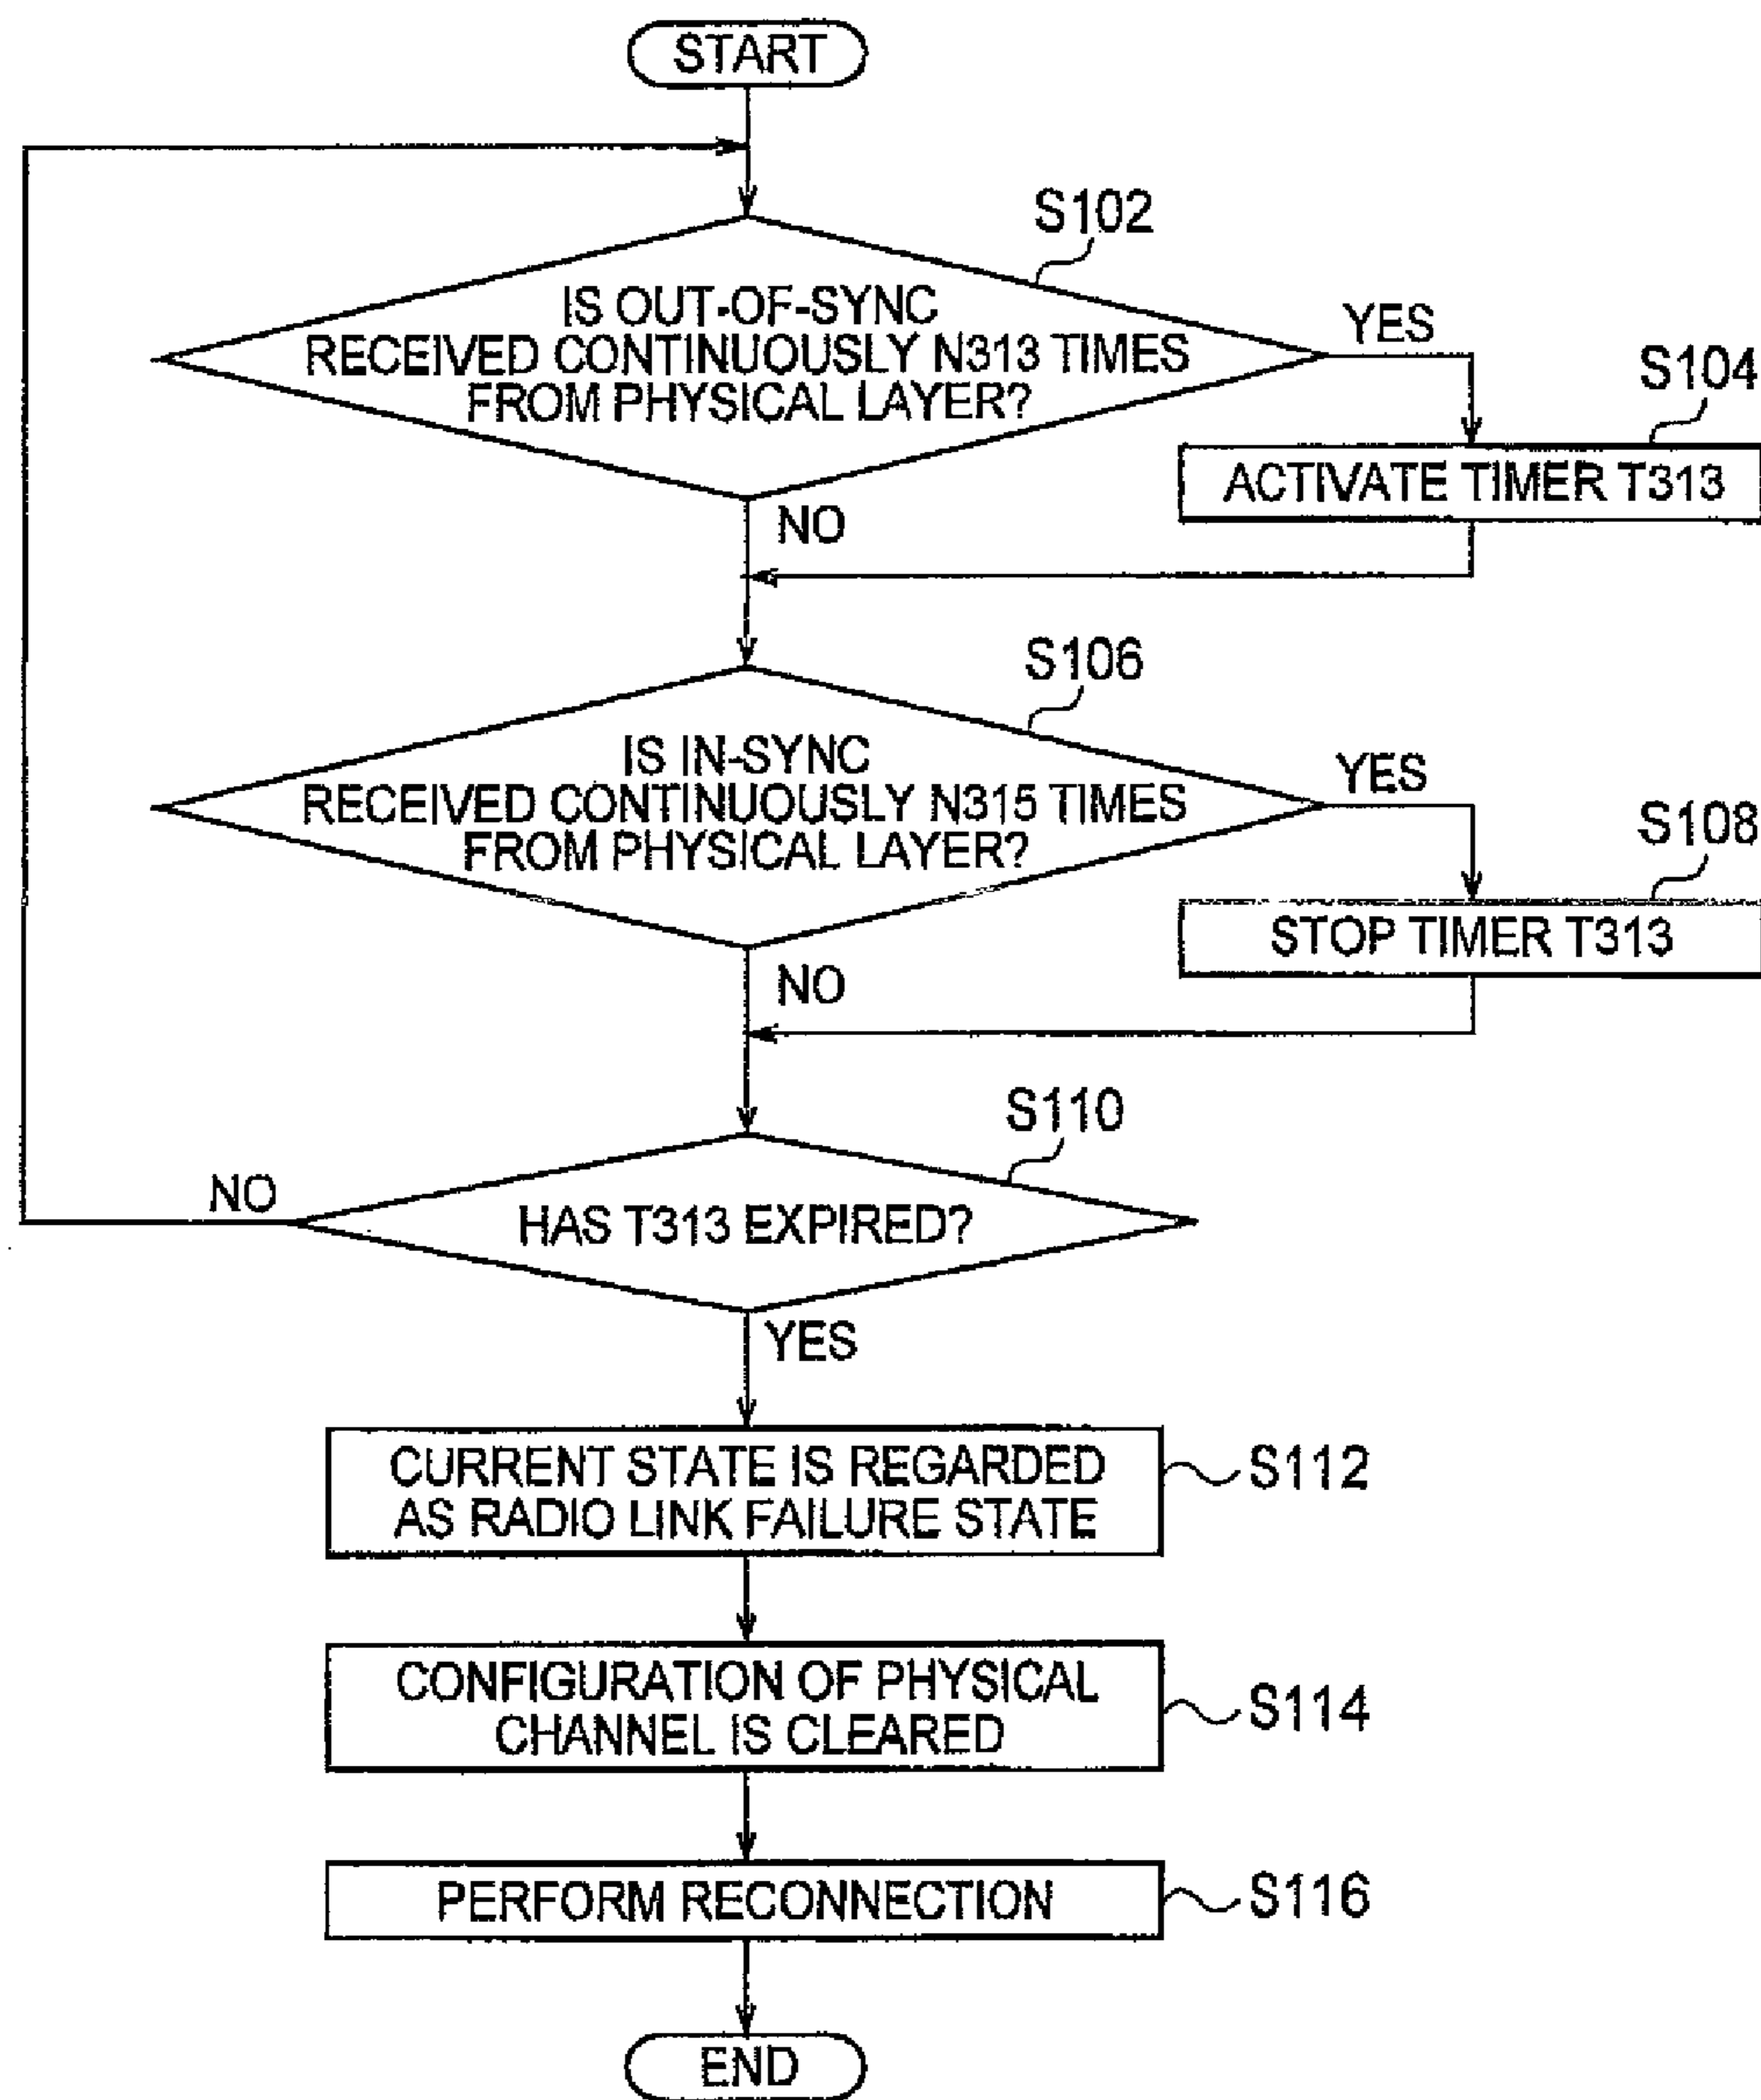 START
S102
IS OUT-OF-SYNC
RECEIVED CONTINUOUSLY N313 TIMES
FROM PHYSICAL LAYER?
YES
S104
ACTIVATE TIMER T313
NO
S106
IS IN-SYNC
RECEIVED CONTINUOUSLY N315 TIMES
FROM PHYSICAL LAYER?
YES
S108
STOP TIMER T313
NO
S110
NO
HAS T313 EXPIRED?
YES
CURRENT STATE IS REGARDED
AS RADIO LINK FAILURE STATE
S112
CONFIGURATION OF PHYSICAL
CHANNEL IS CLEARED
S114
PERFORM RECONNECTION
S116
END